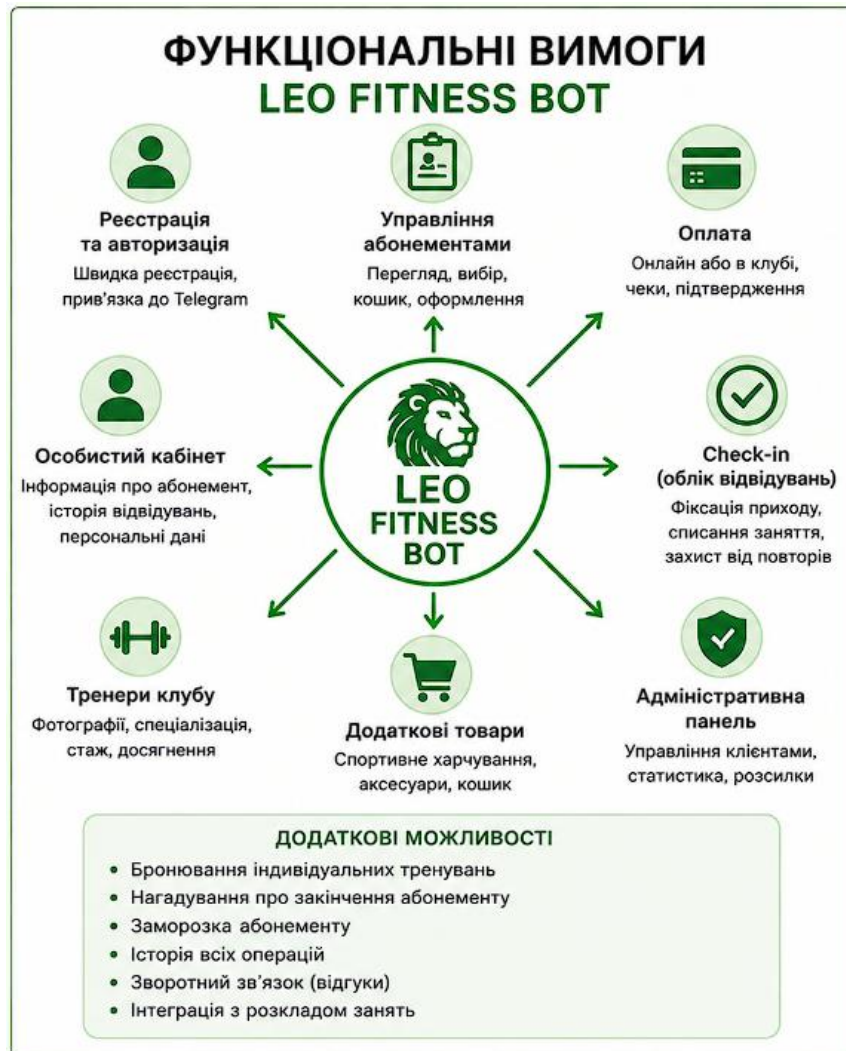 ФУНКЦІОНАЛЬНІ ВИМОГИ
LEO FITNESS BOT
Реєстрація
та авторизація
Швидка реєстрація,
прив’язка до Telegram
Управління
абонементами
Перегляд, вибір,
кошик, оформлення
Оплата
Онлайн або в клубі,
чеки, підтвердження
Особистий кабінет
Інформація про абонемент,
історія відвідувань,
персональні дані
LEO
FITNESS
BOT
Check-in
(облік відвідувань)
Фіксація приходу,
списання заняття,
захист від повторів
Тренери клубу
Фотографії, спеціалізація,
стаж, досягнення
Додаткові товари
Спортивне харчування,
аксесуари, кошик
Адміністративна
панель
Управління клієнтами,
статистика, розсилки
ДОДАТКОВІ МОЖЛИВОСТІ
• Бронювання індивідуальних тренувань
• Нагадування про закінчення абонементу
• Заморозка абонементу
• Історія всіх операцій
• Зворотний зв’язок (відгуки)
• Інтеграція з розкладом занять